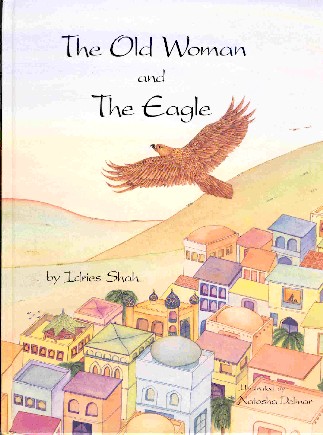 The Old Woman
and
The Eagle
by Idries Shah
Illustrated by
Natasha Delmar